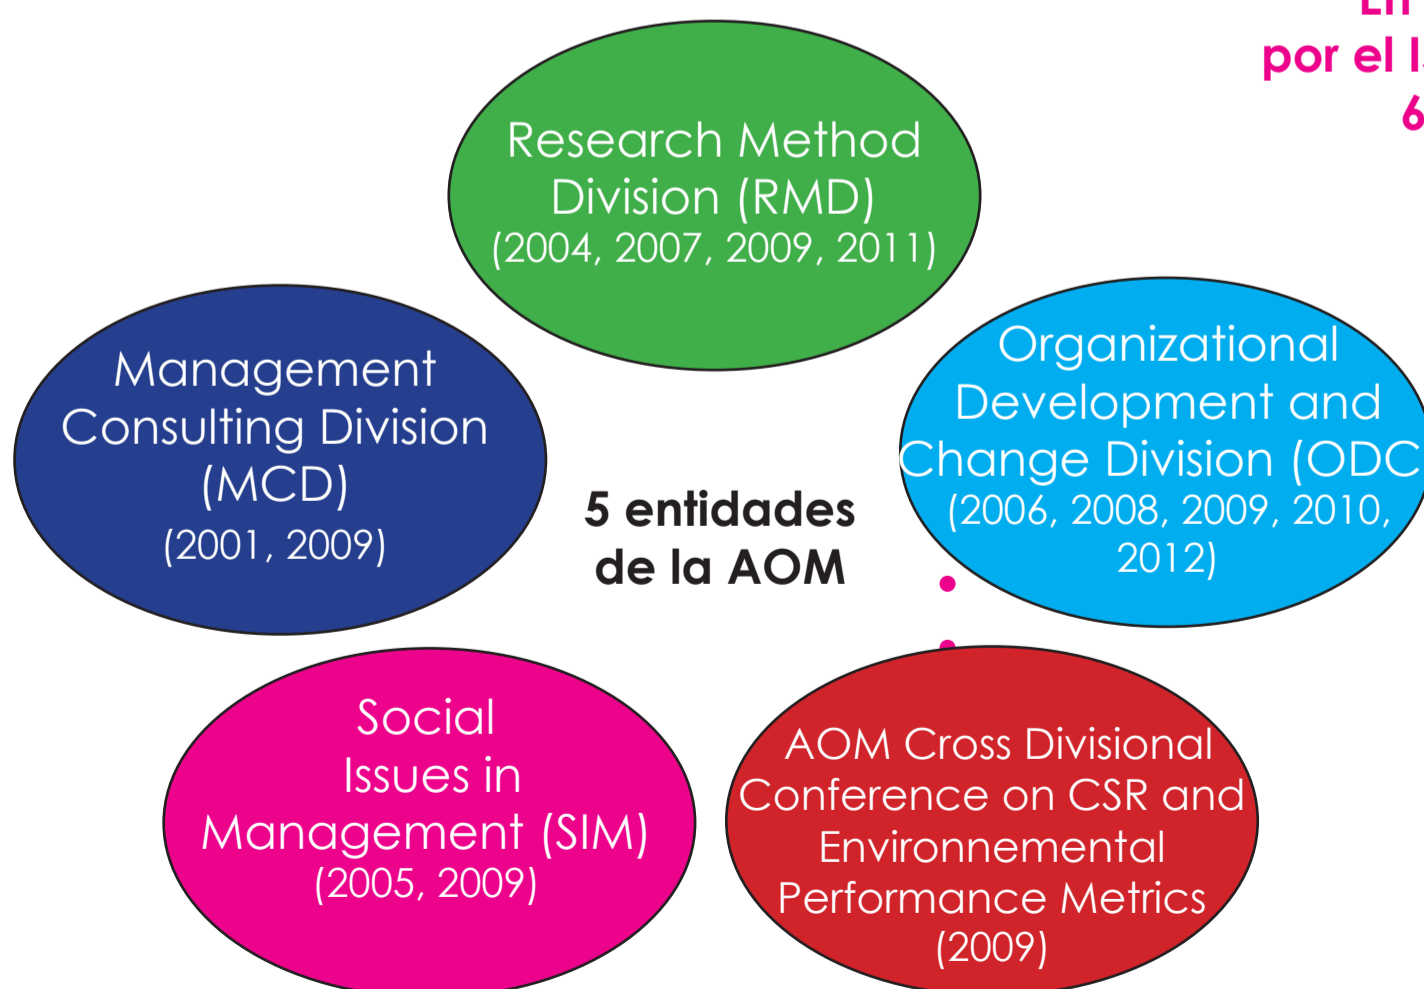 En
por el I
6
Research Method
Division (RMD)
(2004, 2007, 2009, 2011)
Management
Consulting Division
(MCD)
(2001, 2009)
Organizational
Development and
Change Division (ODC
(2006, 2008, 2009, 2010,
2012)
5 entidades
de la AOM
Social
Issues in
Management (SIM)
(2005, 2009)
AOM Cross Divisional
Conference on CSR and
Environnemental
Performance Metrics
(2009)